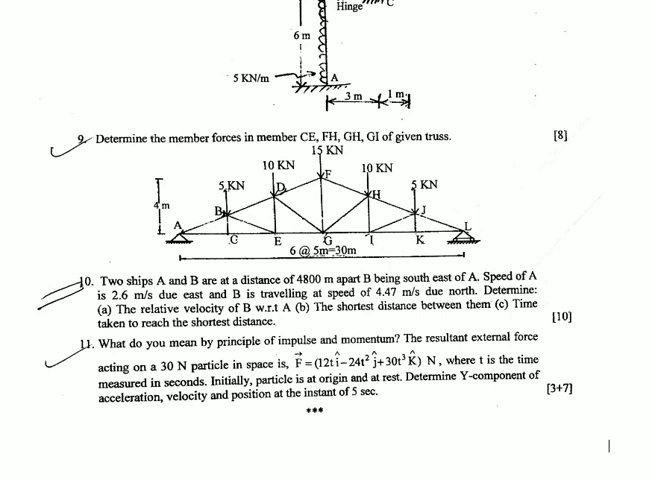 Hinge C
6 m
5 KN/m A
3 m 1 m
9. Determine the member forces in member CE, FH, GH, GI of given truss. [8]
15 KN
10 KN 10 KN
F
5 KN D H 5 KN
4 m
B J
A L
C E G I K
6 @ 5m=30m
10. Two ships A and B are at a distance of 4800 m apart B being south east of A. Speed of A
is 2.6 m/s due east and B is travelling at speed of 4.47 m/s due north. Determine:
(a) The relative velocity of B w.r.t A (b) The shortest distance between them (c) Time
taken to reach the shortest distance. [10]
11. What do you mean by principle of impulse and momentum? The resultant external force
acting on a 30 N particle in space is, F⃗ = (12t î − 24t² ĵ + 30t³ K̂) N , where t is the time
measured in seconds. Initially, particle is at origin and at rest. Determine Y-component of
acceleration, velocity and position at the instant of 5 sec. [3+7]
***